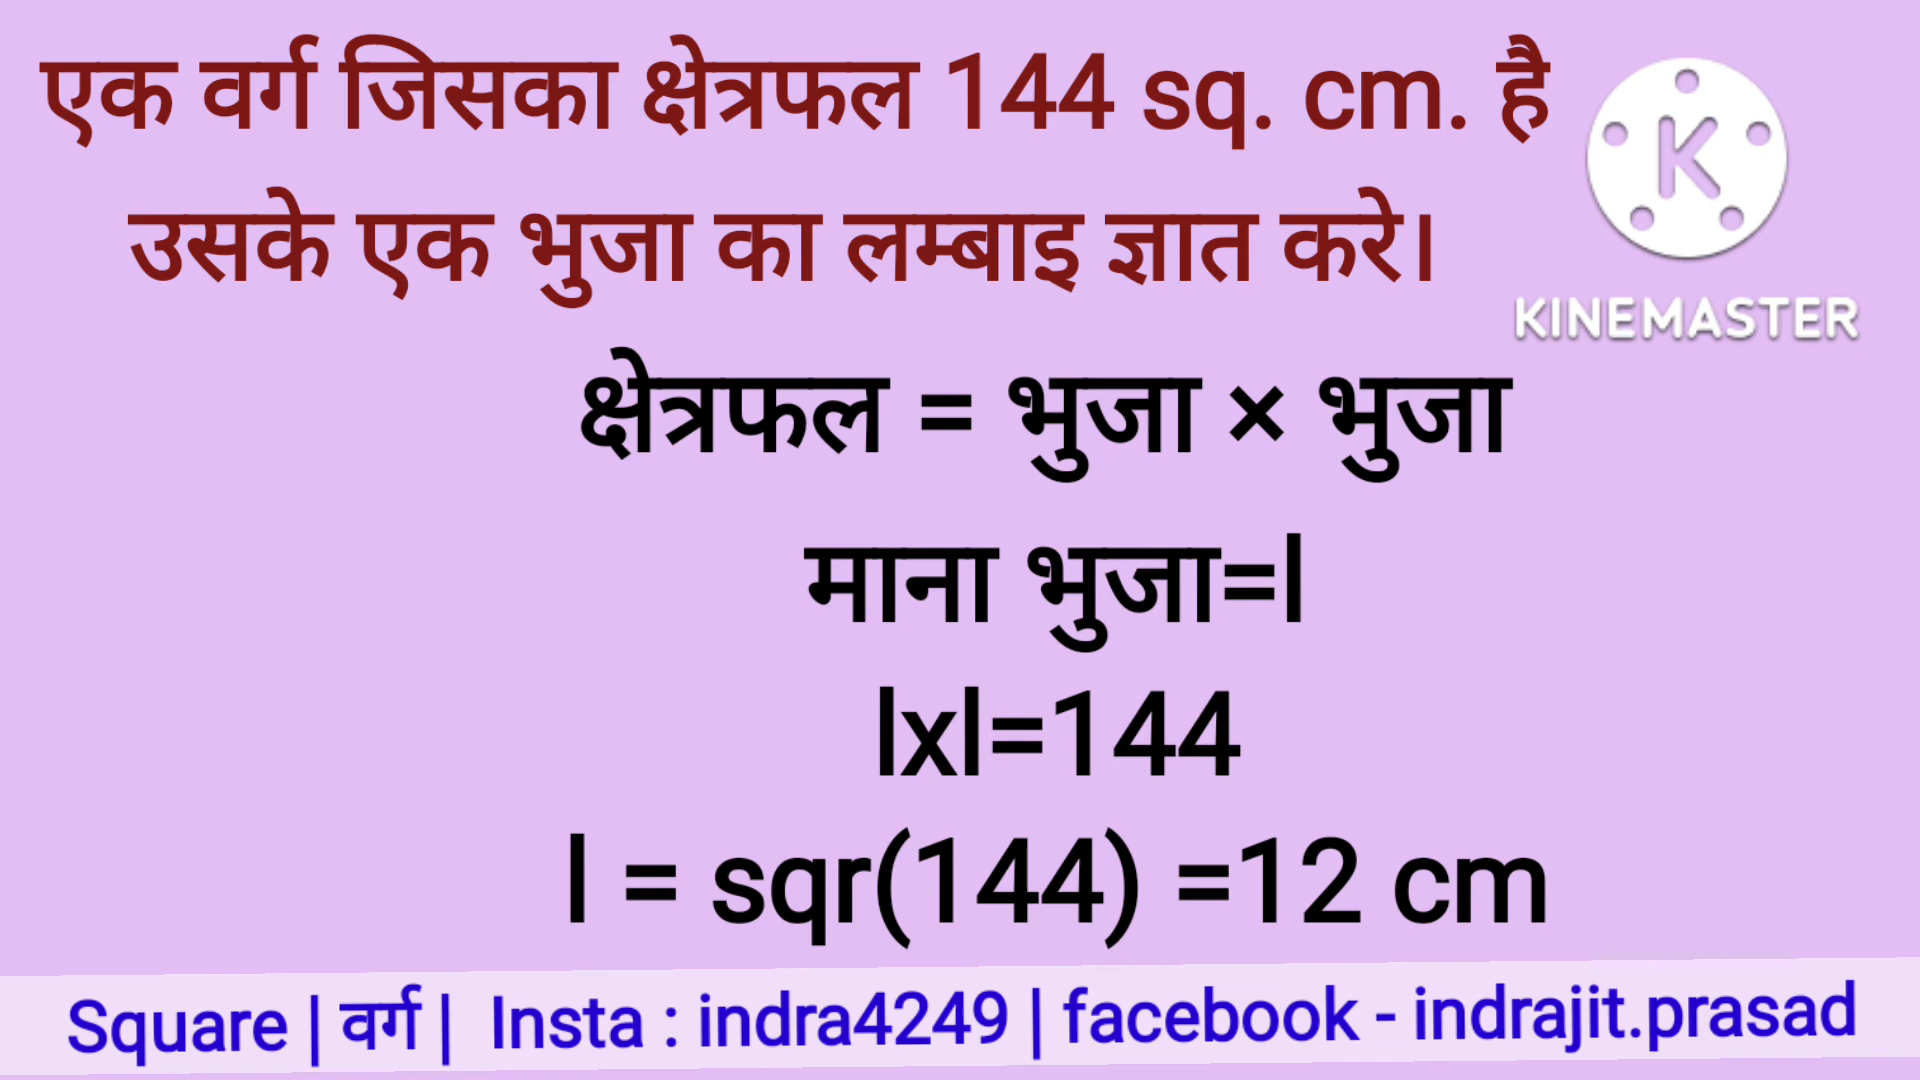 एक वर्ग जिसका क्षेत्रफल 144 sq. cm. है
उसके एक भुजा का लम्बाइ ज्ञात करे।
KINEMASTER
क्षेत्रफल = भुजा × भुजा
माना भुजा=l
lxl=144
l = sqr(144) =12 cm
Square | वर्ग | Insta : indra4249 | facebook - indrajit.prasad